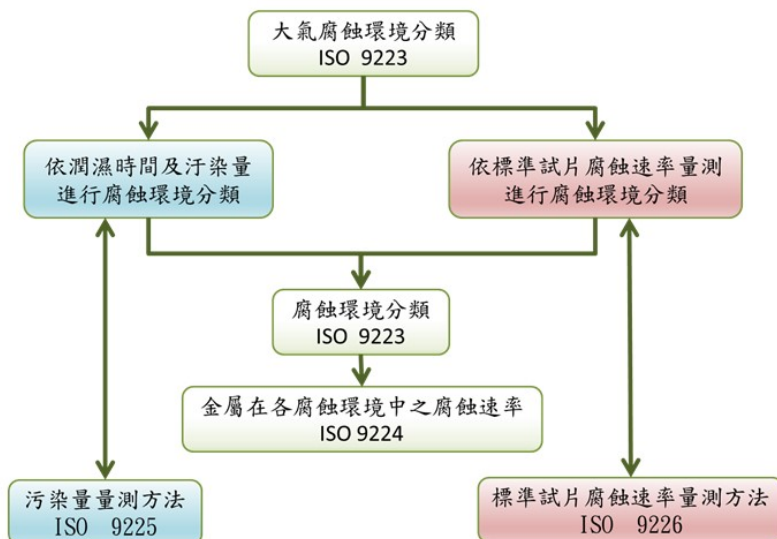 大氣腐蝕環境分類
ISO 9223
依潤濕時間及汙染量
進行腐蝕環境分類
依標準試片腐蝕速率量測
進行腐蝕環境分類
腐蝕環境分類
ISO 9223
金屬在各腐蝕環境中之腐蝕速率
ISO 9224
污染量量測方法
ISO 9225
標準試片腐蝕速率量測方法
ISO 9226